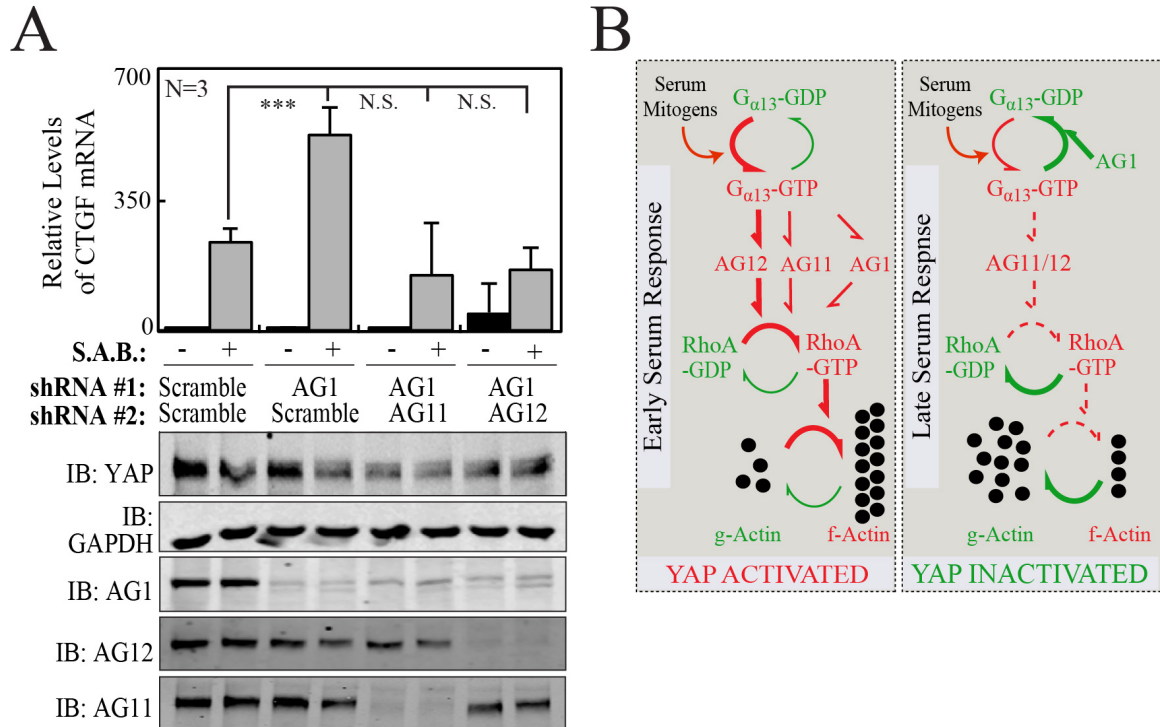 A
700
N=3
***
N.S.
N.S.
Relative Levels
of CTGF mRNA
350
0
S.A.B.: - + - + - + - +
shRNA #1: Scramble AG1 AG1 AG1
shRNA #2: Scramble Scramble AG11 AG12
IB: YAP
IB:
GAPDH
IB: AG1
IB: AG12
IB: AG11
B
Early Serum Response
Serum
Mitogens
Gα13-GDP
Gα13-GTP
AG12 AG11 AG1
RhoA
-GDP
RhoA
-GTP
g-Actin f-Actin
YAP ACTIVATED
Late Serum Respnse
Serum
Mitogens
Gα13-GDP
AG1
Gα13-GTP
AG11/12
RhoA
-GDP
RhoA
-GTP
g-Actin f-Actin
YAP INACTIVATED